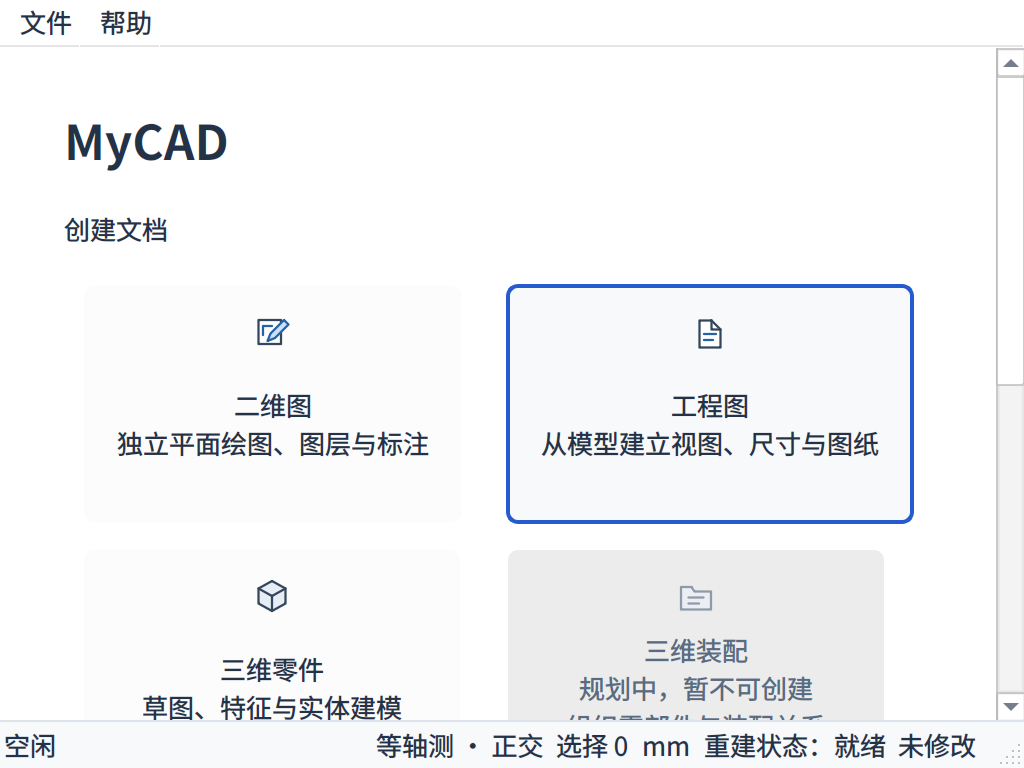 文件 帮助
MyCAD
创建文档
二维图
独立平面绘图、图层与标注
工程图
从模型建立视图、尺寸与图纸
三维零件
草图、特征与实体建模
三维装配
规划中，暂不可创建
空闲 等轴测 · 正交 选择 0 mm 重建状态：就绪 未修改